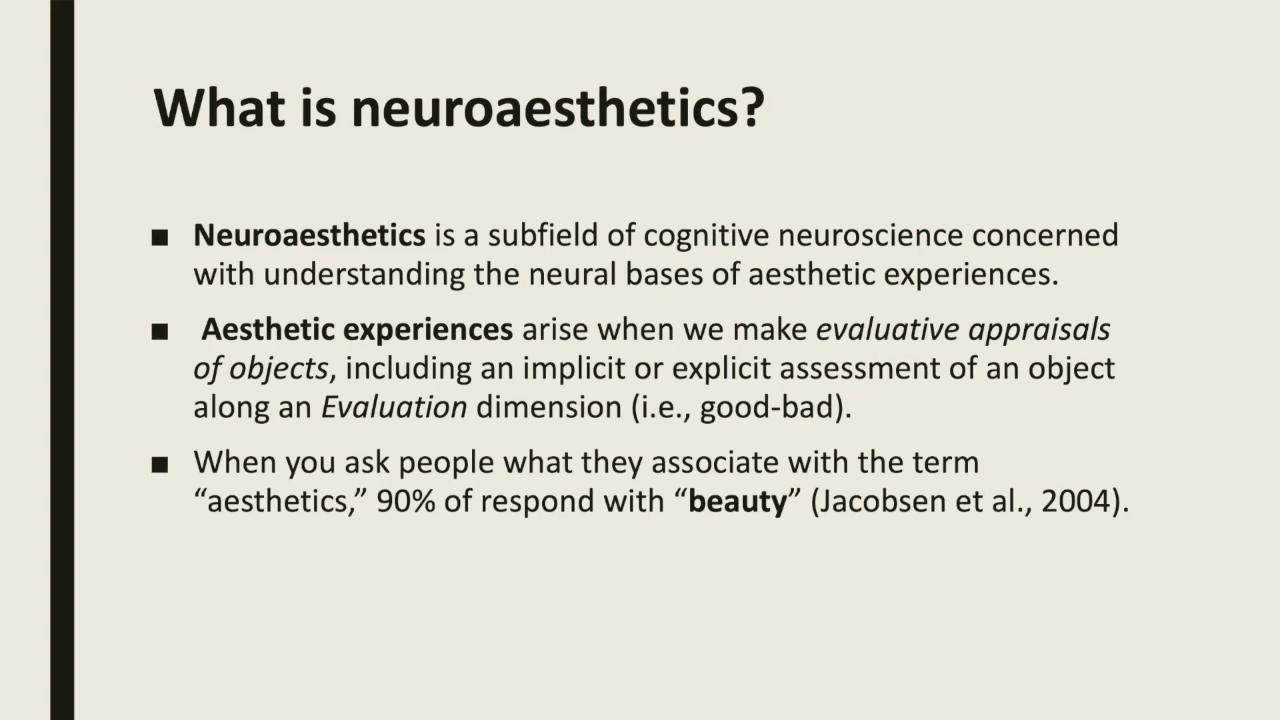 What is neuroaesthetics?
■ Neuroaesthetics is a subfield of cognitive neuroscience concerned
with understanding the neural bases of aesthetic experiences.
■ Aesthetic experiences arise when we make evaluative appraisals
of objects, including an implicit or explicit assessment of an object
along an Evaluation dimension (i.e., good-bad).
■ When you ask people what they associate with the term
“aesthetics,” 90% of respond with “beauty” (Jacobsen et al., 2004).